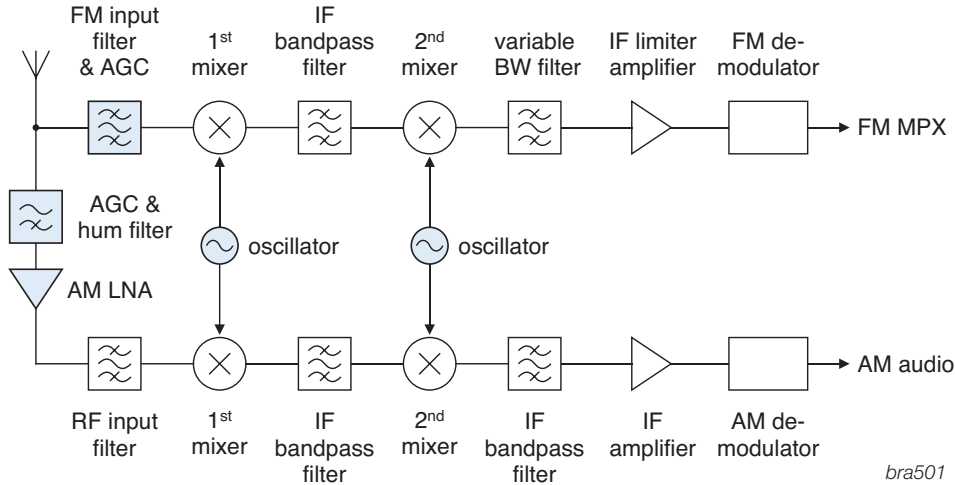 FM input
filter
& AGC
1st
mixer
IF
bandpass
filter
2nd
mixer
variable
BW filter
IF limiter
amplifier
FM de-
modulator
FM MPX
AGC &
hum filter
oscillator
oscillator
AM LNA
AM audio
RF input
filter
1st
mixer
IF
bandpass
filter
2nd
mixer
IF
bandpass
filter
IF
amplifier
AM de-
modulator
bra501